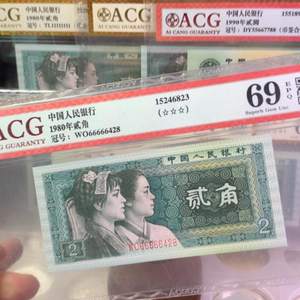 ACG
AI CANG GUARANTY
中国人民银行
1980年贰角
冠号：TL
ACG
AI CANG GUARANTY
中国人民银行
1990年贰圆
冠号：DY55667788
ACG
GUARANTY
中国人民银行
1980年贰角
冠号：WO66666428
15246823
(☆☆☆)
69
EPQ
Superb Gem Unc
中国人民银行
贰角
2
2
WO66666428